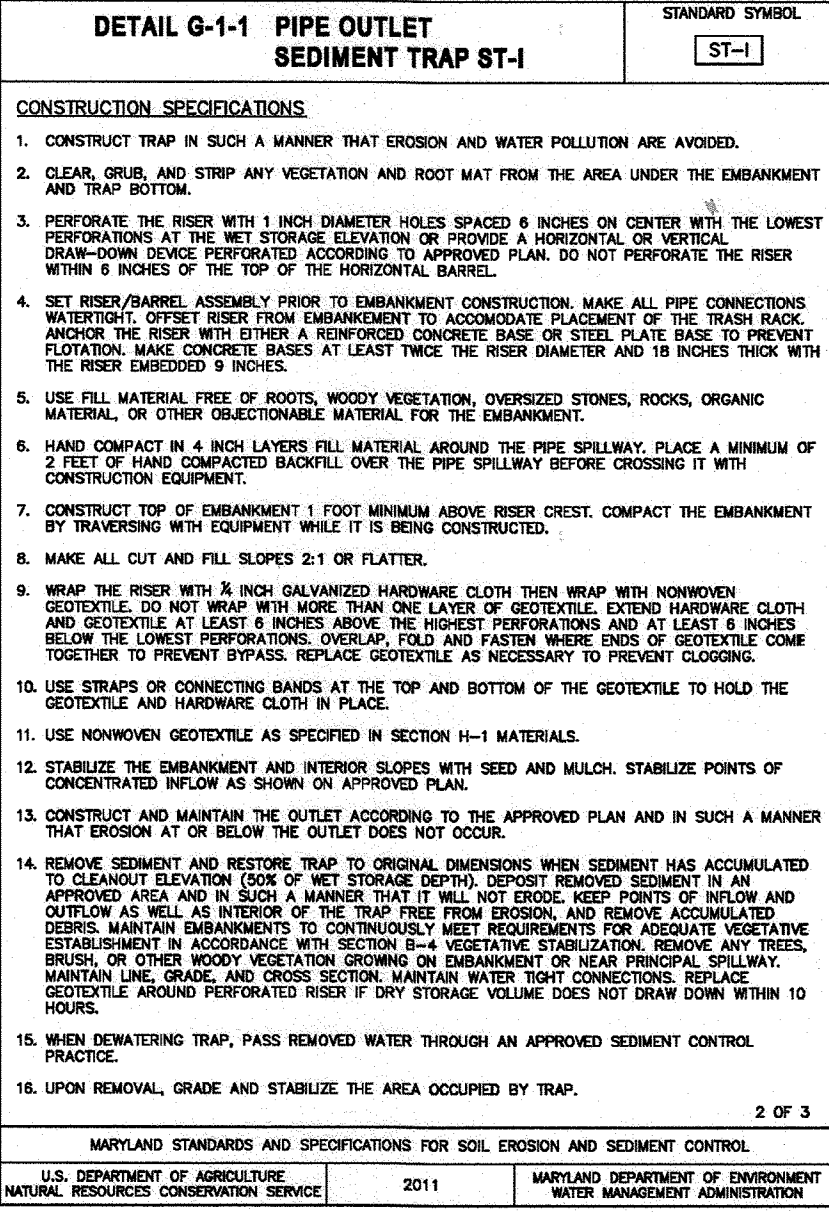 DETAIL G-1-1 PIPE OUTLET
SEDIMENT TRAP ST-I
STANDARD SYMBOL
ST-I
CONSTRUCTION SPECIFICATIONS
1. CONSTRUCT TRAP IN SUCH A MANNER THAT EROSION AND WATER POLLUTION ARE AVOIDED.
2. CLEAR, GRUB, AND STRIP ANY VEGETATION AND ROOT MAT FROM THE AREA UNDER THE EMBANKMENT
AND TRAP BOTTOM.
3. PERFORATE THE RISER WITH 1 INCH DIAMETER HOLES SPACED 6 INCHES ON CENTER WITH THE LOWEST
PERFORATIONS AT THE WET STORAGE ELEVATION OR PROVIDE A HORIZONTAL OR VERTICAL
DRAW-DOWN DEVICE PERFORATED ACCORDING TO APPROVED PLAN. DO NOT PERFORATE THE RISER
WITHIN 6 INCHES OF THE TOP OF THE HORIZONTAL BARREL.
4. SET RISER/BARREL ASSEMBLY PRIOR TO EMBANKMENT CONSTRUCTION. MAKE ALL PIPE CONNECTIONS
WATERTIGHT. OFFSET RISER FROM EMBANKEMENT TO ACCOMODATE PLACEMENT OF THE TRASH RACK.
ANCHOR THE RISER WITH EITHER A REINFORCED CONCRETE BASE OR STEEL PLATE BASE TO PREVENT
FLOTATION. MAKE CONCRETE BASES AT LEAST TWICE THE RISER DIAMETER AND 18 INCHES THICK WITH
THE RISER EMBEDDED 9 INCHES.
5. USE FILL MATERIAL FREE OF ROOTS, WOODY VEGETATION, OVERSIZED STONES, ROCKS, ORGANIC
MATERIAL, OR OTHER OBJECTIONABLE MATERIAL FOR THE EMBANKMENT.
6. HAND COMPACT IN 4 INCH LAYERS FILL MATERIAL AROUND THE PIPE SPILLWAY. PLACE A MINIMUM OF
2 FEET OF HAND COMPACTED BACKFILL OVER THE PIPE SPILLWAY BEFORE CROSSING IT WITH
CONSTRUCTION EQUIPMENT.
7. CONSTRUCT TOP OF EMBANKMENT 1 FOOT MINIMUM ABOVE RISER CREST. COMPACT THE EMBANKMENT
BY TRAVERSING WITH EQUIPMENT WHILE IT IS BEING CONSTRUCTED.
8. MAKE ALL CUT AND FILL SLOPES 2:1 OR FLATTER.
9. WRAP THE RISER WITH ¼ INCH GALVANIZED HARDWARE CLOTH THEN WRAP WITH NONWOVEN
GEOTEXTILE. DO NOT WRAP WITH MORE THAN ONE LAYER OF GEOTEXTILE. EXTEND HARDWARE CLOTH
AND GEOTEXTILE AT LEAST 6 INCHES ABOVE THE HIGHEST PERFORATIONS AND AT LEAST 6 INCHES
BELOW THE LOWEST PERFORATIONS. OVERLAP, FOLD AND FASTEN WHERE ENDS OF GEOTEXTILE COME
TOGETHER TO PREVENT BYPASS. REPLACE GEOTEXTILE AS NECESSARY TO PREVENT CLOGGING.
10. USE STRAPS OR CONNECTING BANDS AT THE TOP AND BOTTOM OF THE GEOTEXTILE TO HOLD THE
GEOTEXTILE AND HARDWARE CLOTH IN PLACE.
11. USE NONWOVEN GEOTEXTILE AS SPECIFIED IN SECTION H-1 MATERIALS.
12. STABILIZE THE EMBANKMENT AND INTERIOR SLOPES WITH SEED AND MULCH. STABILIZE POINTS OF
CONCENTRATED INFLOW AS SHOWN ON APPROVED PLAN.
13. CONSTRUCT AND MAINTAIN THE OUTLET ACCORDING TO THE APPROVED PLAN AND IN SUCH A MANNER
THAT EROSION AT OR BELOW THE OUTLET DOES NOT OCCUR.
14. REMOVE SEDIMENT AND RESTORE TRAP TO ORIGINAL DIMENSIONS WHEN SEDIMENT HAS ACCUMULATED
TO CLEANOUT ELEVATION (50% OF WET STORAGE DEPTH). DEPOSIT REMOVED SEDIMENT IN AN
APPROVED AREA AND IN SUCH A MANNER THAT IT WILL NOT ERODE. KEEP POINTS OF INFLOW AND
OUTFLOW AS WELL AS INTERIOR OF THE TRAP FREE FROM EROSION, AND REMOVE ACCUMULATED
DEBRIS. MAINTAIN EMBANKMENTS TO CONTINUOUSLY MEET REQUIREMENTS FOR ADEQUATE VEGETATIVE
ESTABLISHMENT IN ACCORDANCE WITH SECTION B-4 VEGETATIVE STABILIZATION. REMOVE ANY TREES,
BRUSH, OR OTHER WOODY VEGETATION GROWING ON EMBANKMENT OR NEAR PRINCIPAL SPILLWAY.
MAINTAIN LINE, GRADE, AND CROSS SECTION. MAINTAIN WATER TIGHT CONNECTIONS. REPLACE
GEOTEXTILE AROUND PERFORATED RISER IF DRY STORAGE VOLUME DOES NOT DRAW DOWN WITHIN 10
HOURS.
15. WHEN DEWATERING TRAP, PASS REMOVED WATER THROUGH AN APPROVED SEDIMENT CONTROL
PRACTICE.
16. UPON REMOVAL, GRADE AND STABILIZE THE AREA OCCUPIED BY TRAP.
2 OF 3
MARYLAND STANDARDS AND SPECIFICATIONS FOR SOIL EROSION AND SEDIMENT CONTROL
U.S. DEPARTMENT OF AGRICULTURE
NATURAL RESOURCES CONSERVATION SERVICE
2011
MARYLAND DEPARTMENT OF ENVIRONMENT
WATER MANAGEMENT ADMINISTRATION